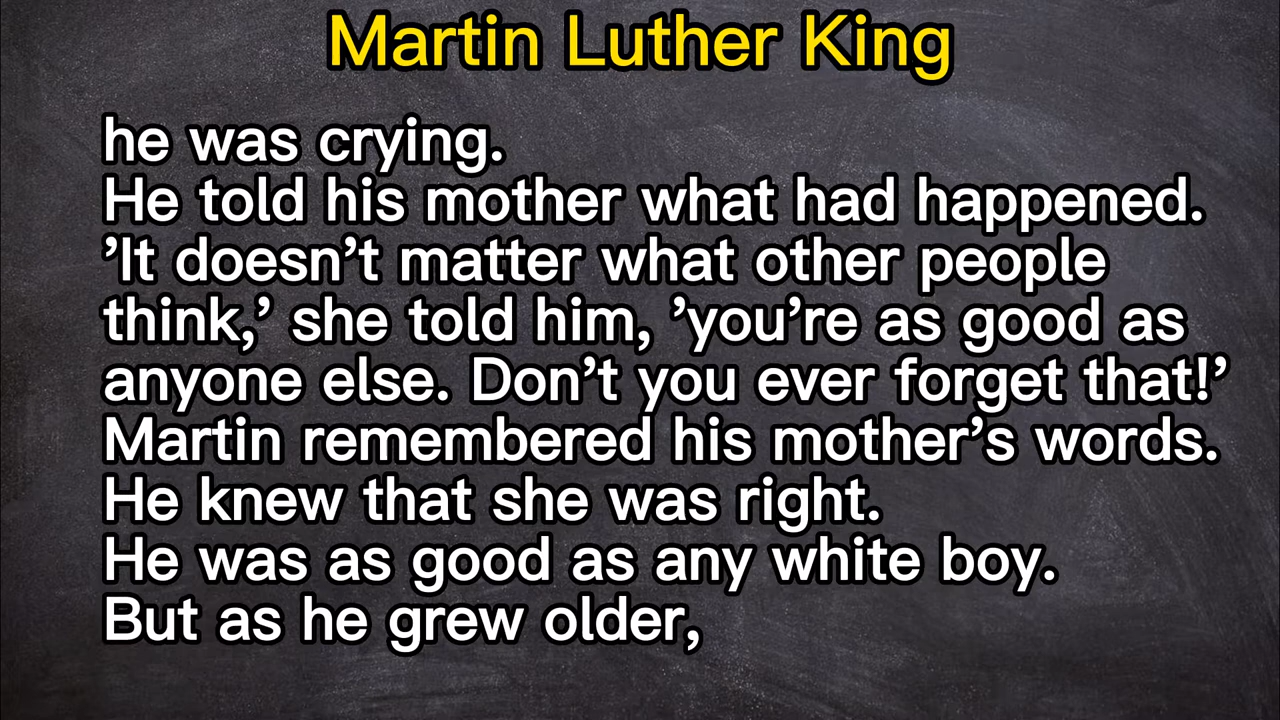 Martin Luther King
he was crying.
He told his mother what had happened.
’It doesn’t matter what other people
think,’ she told him, ’you’re as good as
anyone else. Don’t you ever forget that!’
Martin remembered his mother’s words.
He knew that she was right.
He was as good as any white boy.
But as he grew older,